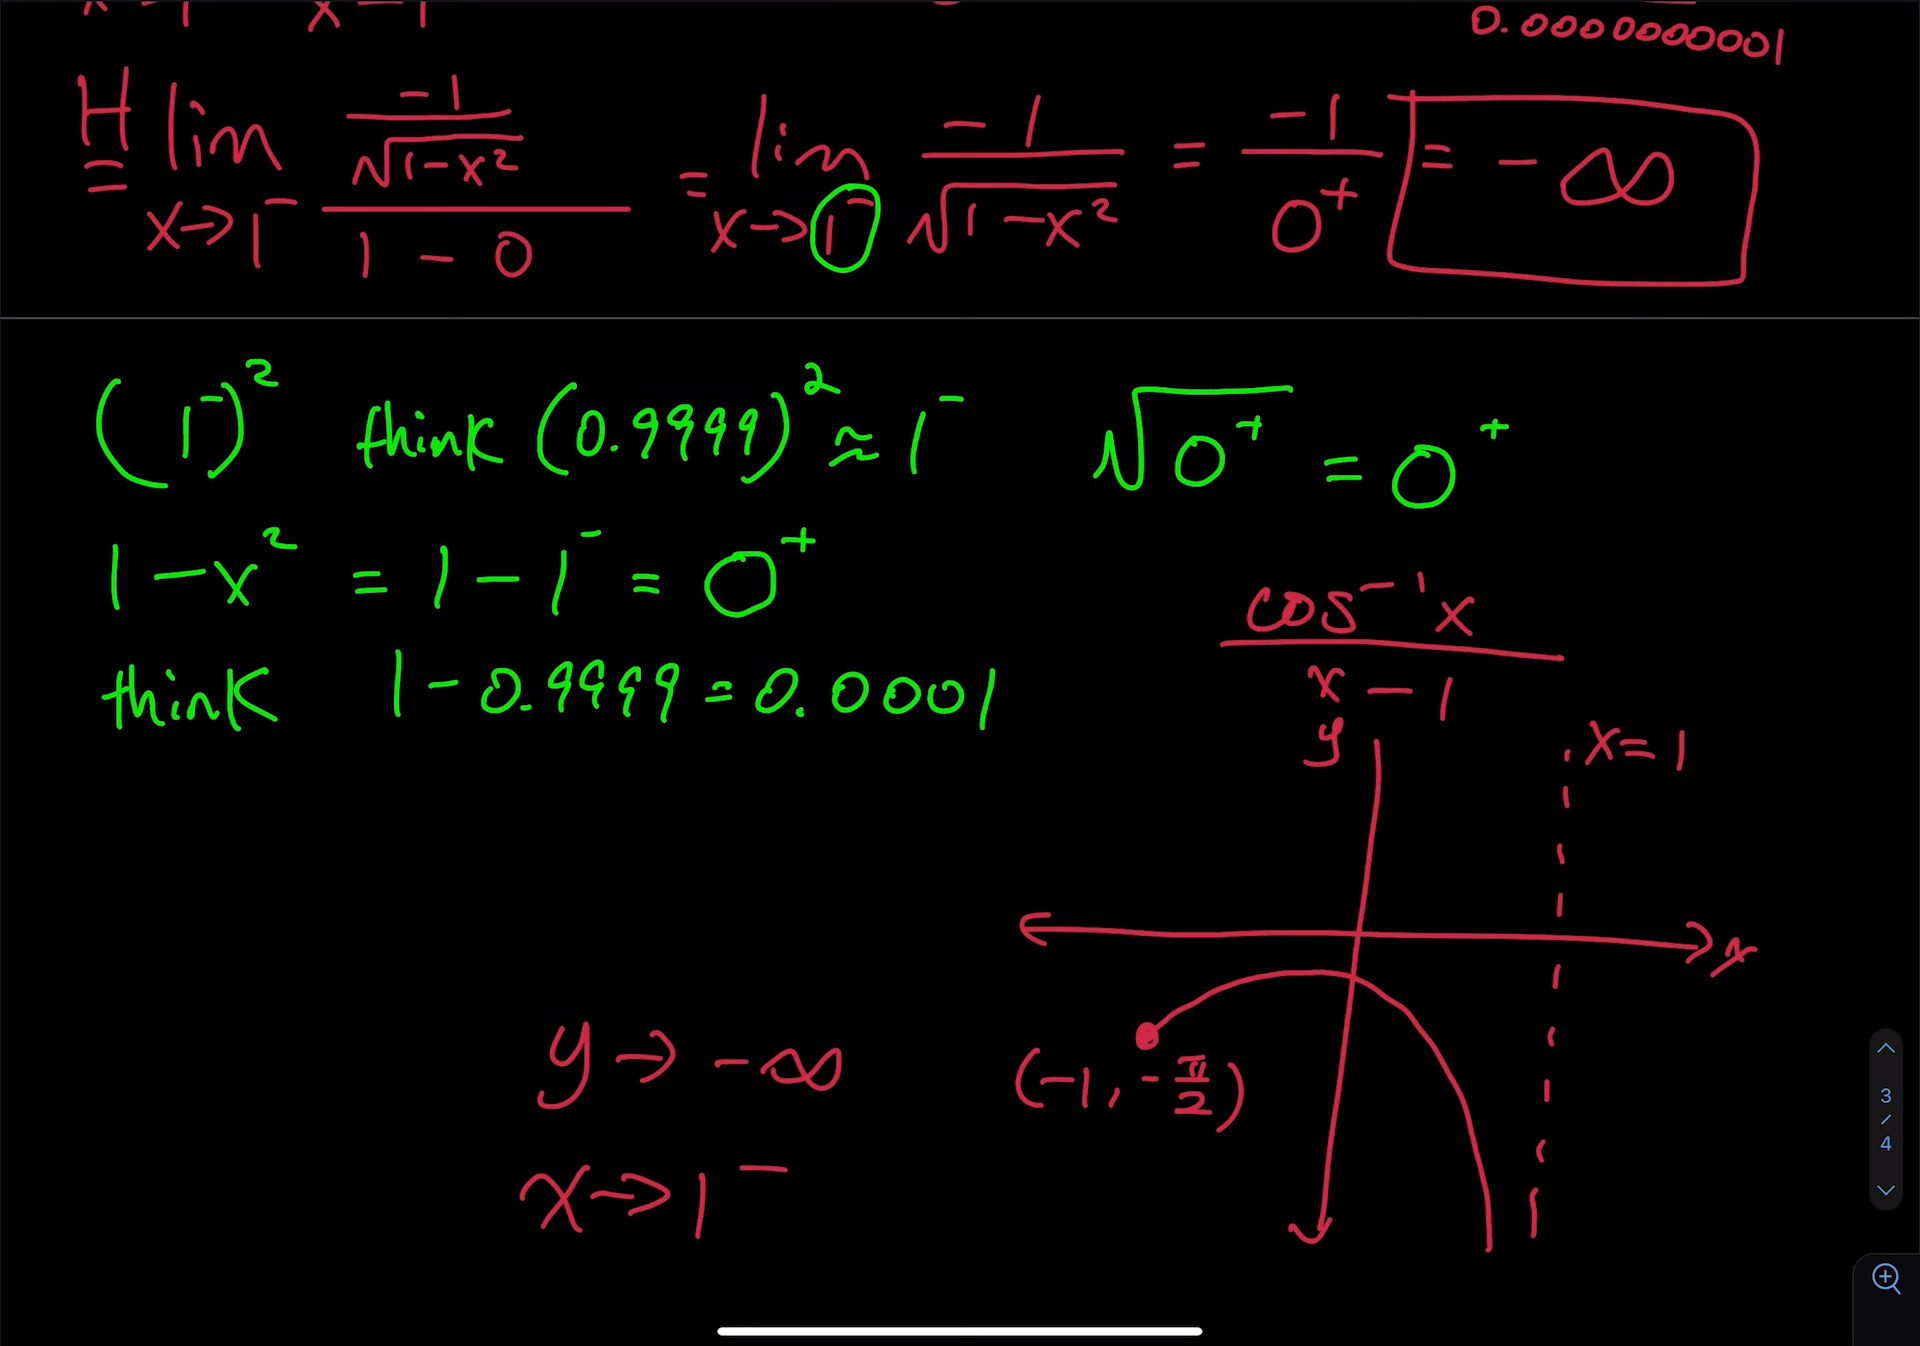 0.0000000001
H= lim x→1⁻ (-1/√(1-x²))/(1-0) = lim x→1⁻ -1/√(1-x²) = -1/0⁺ = -∞
(1⁻)² think (0.9999)² ≈ 1⁻ √0⁺ = 0⁺
1-x² = 1-1⁻ = 0⁺
think 1-0.9999=0.0001
cos⁻¹x
x-1
y
x=1
x
(-1, -π/2)
y→-∞
x→1⁻
3
/
4